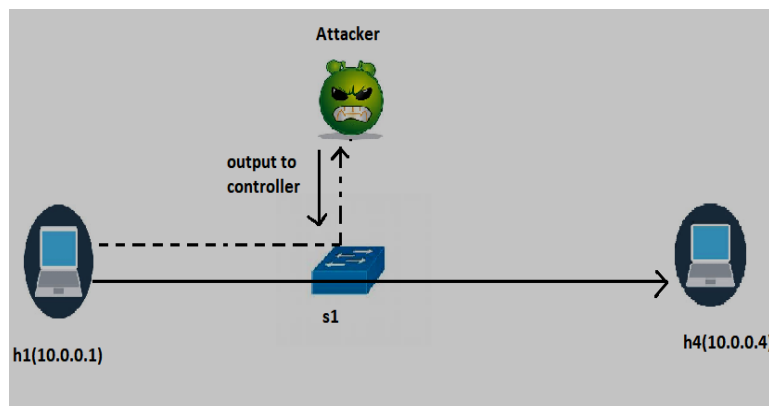 Attacker
output to
controller
s1
h1(10.0.0.1)
h4(10.0.0.4)